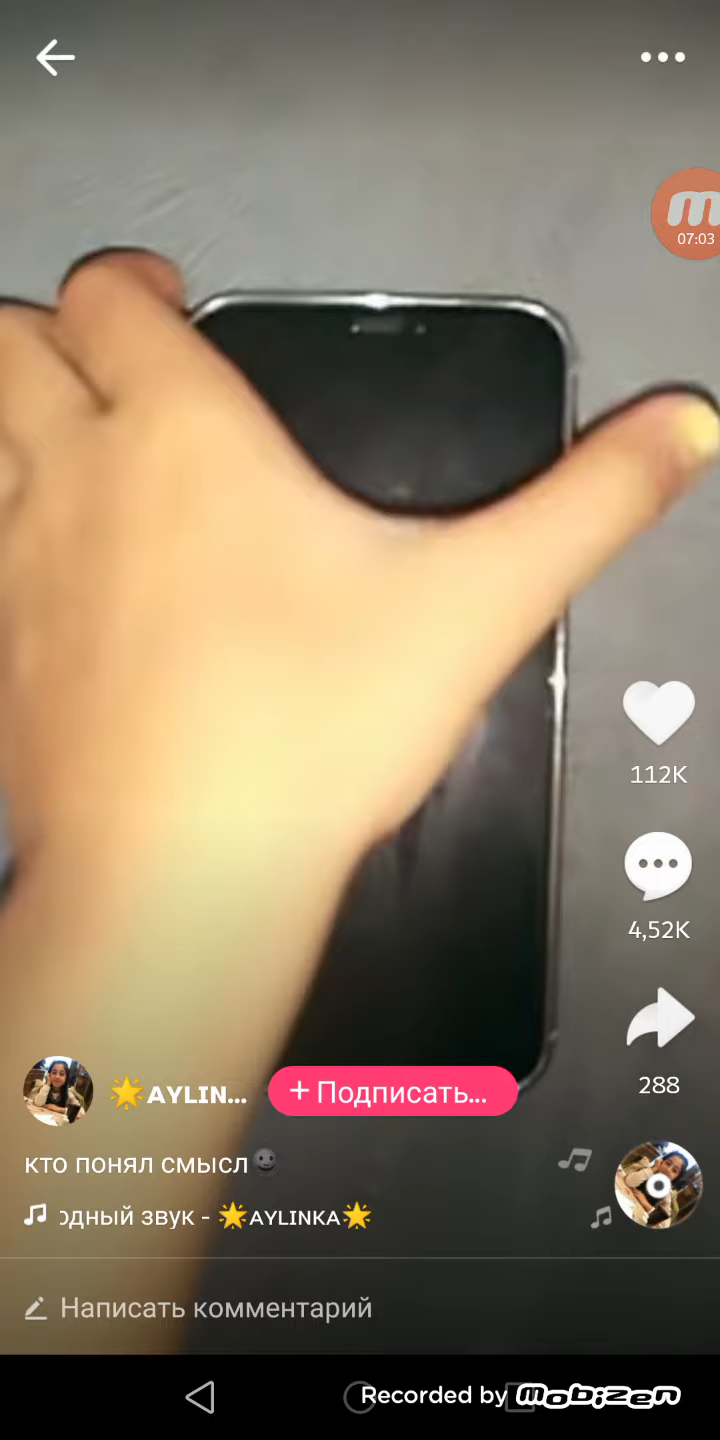 07:03
112K
4,52K
288
🌟AYLIN... + Подписать...
кто понял смысл🌚
одный звук - 🌟AYLINKA🌟
Написать комментарий
Recorded by mobizen